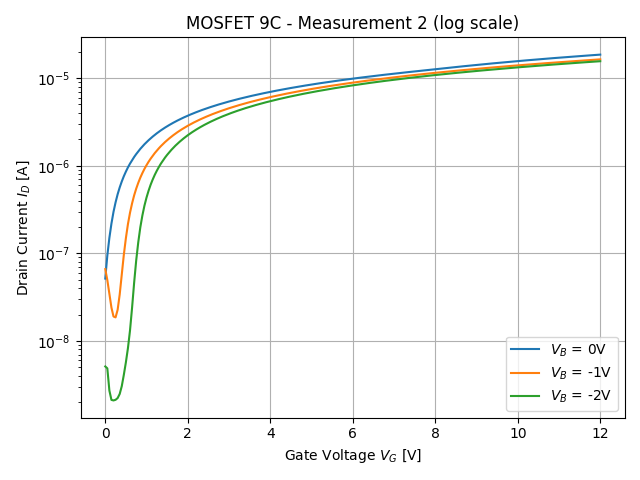 MOSFET 9C - Measurement 2 (log scale)
Drain Current I_D [A]
10⁻⁵
10⁻⁶
10⁻⁷
10⁻⁸
V_B = 0V
V_B = -1V
V_B = -2V
0 2 4 6 8 10 12
Gate Voltage V_G [V]